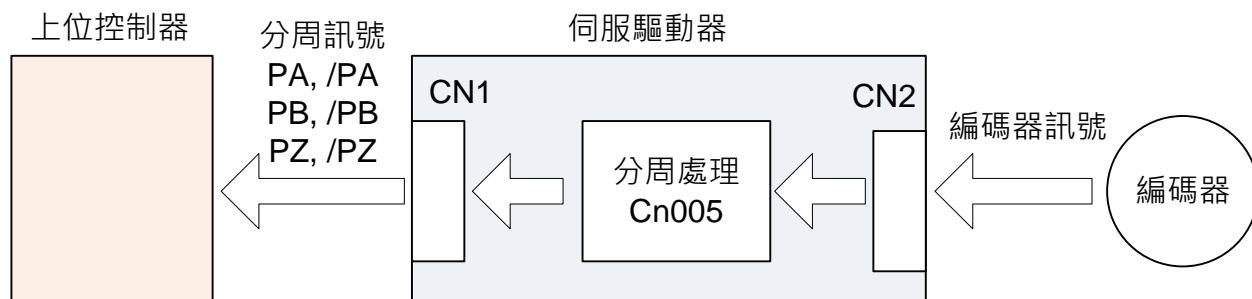 上位控制器
分周訊號
PA, /PA
PB, /PB
PZ, /PZ
伺服驅動器
CN1
分周處理
Cn005
CN2
編碼器訊號
編碼器